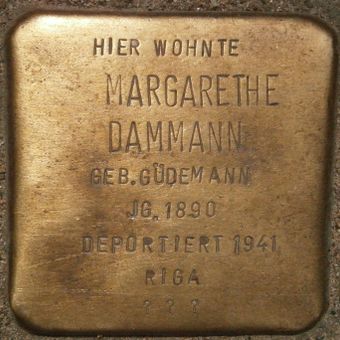 HIER WOHNTE
MARGARETHE
DAMMANN
GEB. GÜDEMANN
JG. 1890
DEPORTIERT 1941
RIGA
? ? ?